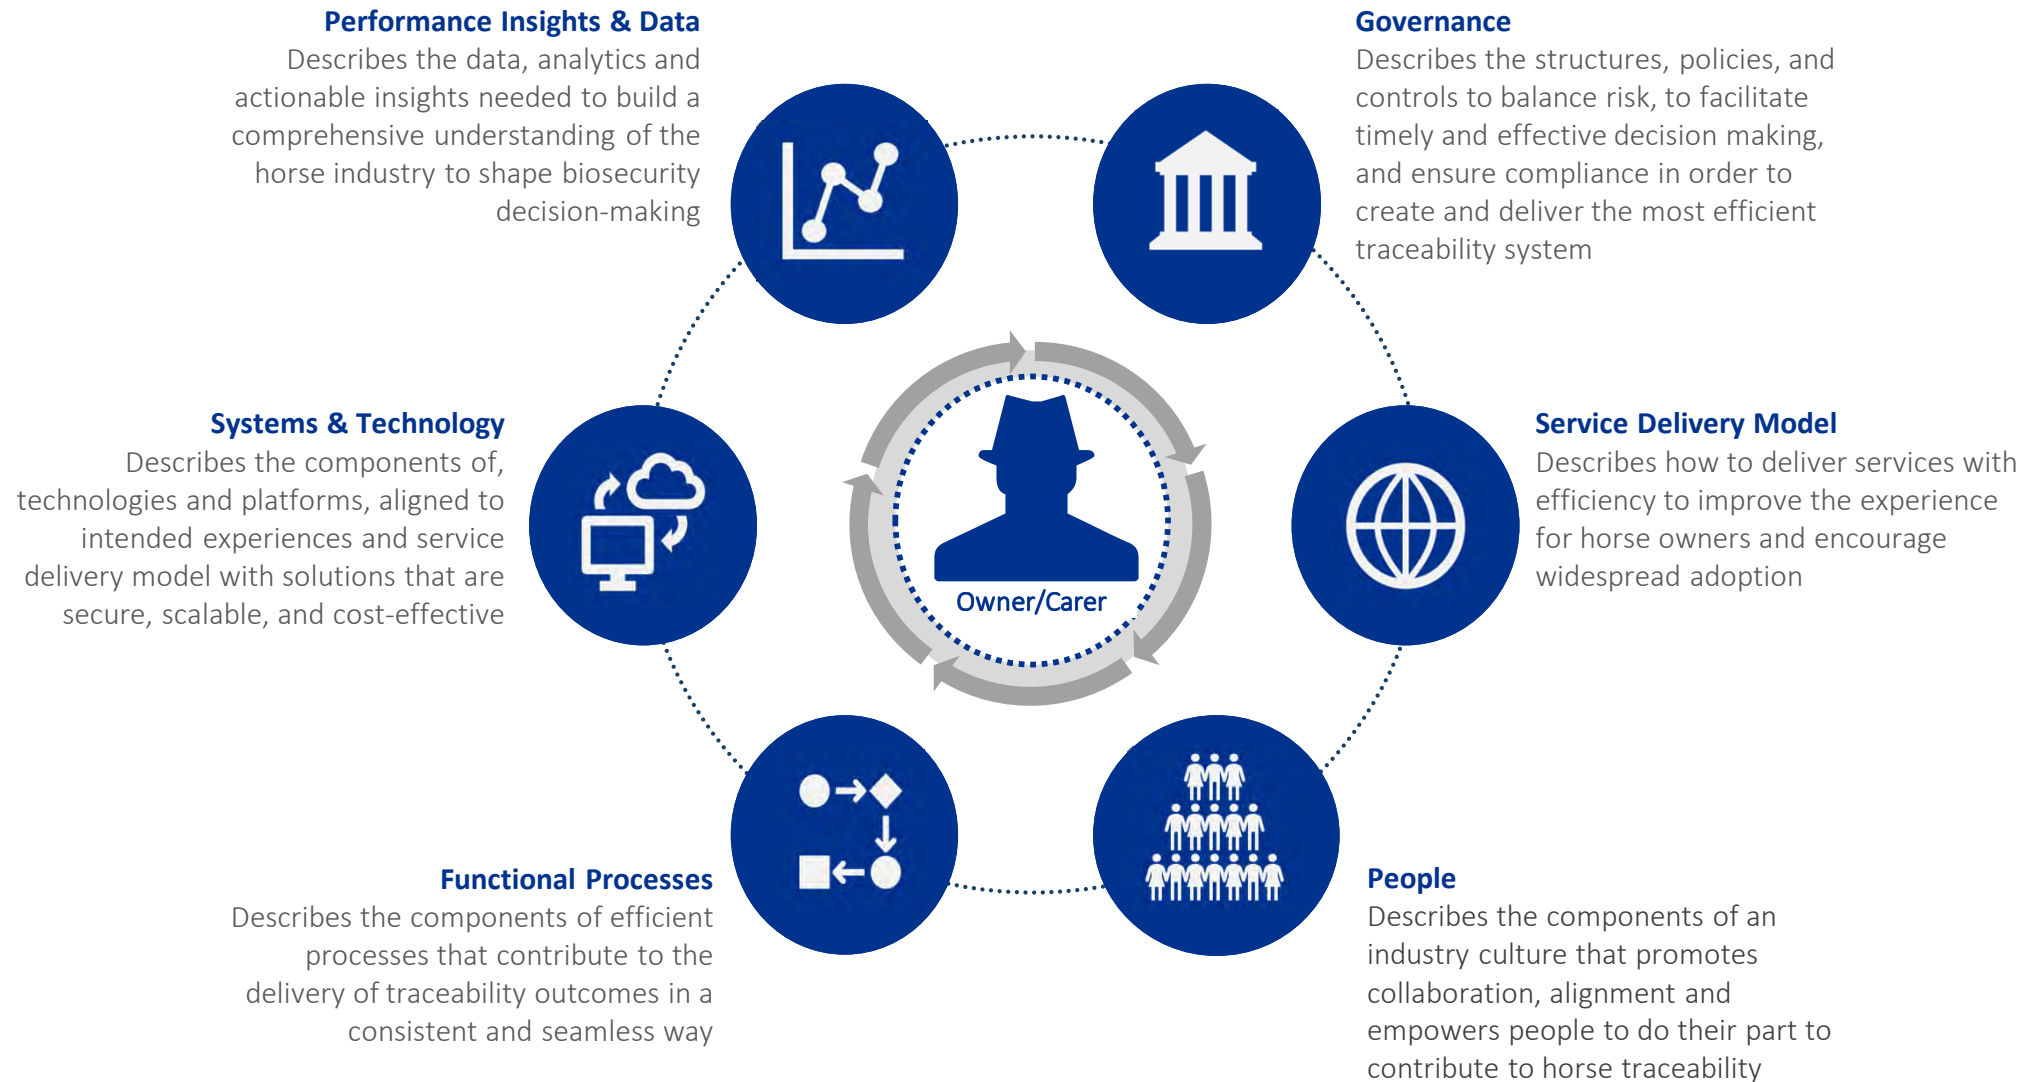 Performance Insights & Data
Describes the data, analytics and
actionable insights needed to build a
comprehensive understanding of the
horse industry to shape biosecurity
decision-making
Governance
Describes the structures, policies, and
controls to balance risk, to facilitate
timely and effective decision making,
and ensure compliance in order to
create and deliver the most efficient
traceability system
Systems & Technology
Describes the components of,
technologies and platforms, aligned to
intended experiences and service
delivery model with solutions that are
secure, scalable, and cost-effective
Owner/Carer
Service Delivery Model
Describes how to deliver services with
efficiency to improve the experience
for horse owners and encourage
widespread adoption
Functional Processes
Describes the components of efficient
processes that contribute to the
delivery of traceability outcomes in a
consistent and seamless way
People
Describes the components of an
industry culture that promotes
collaboration, alignment and
empowers people to do their part to
contribute to horse traceability